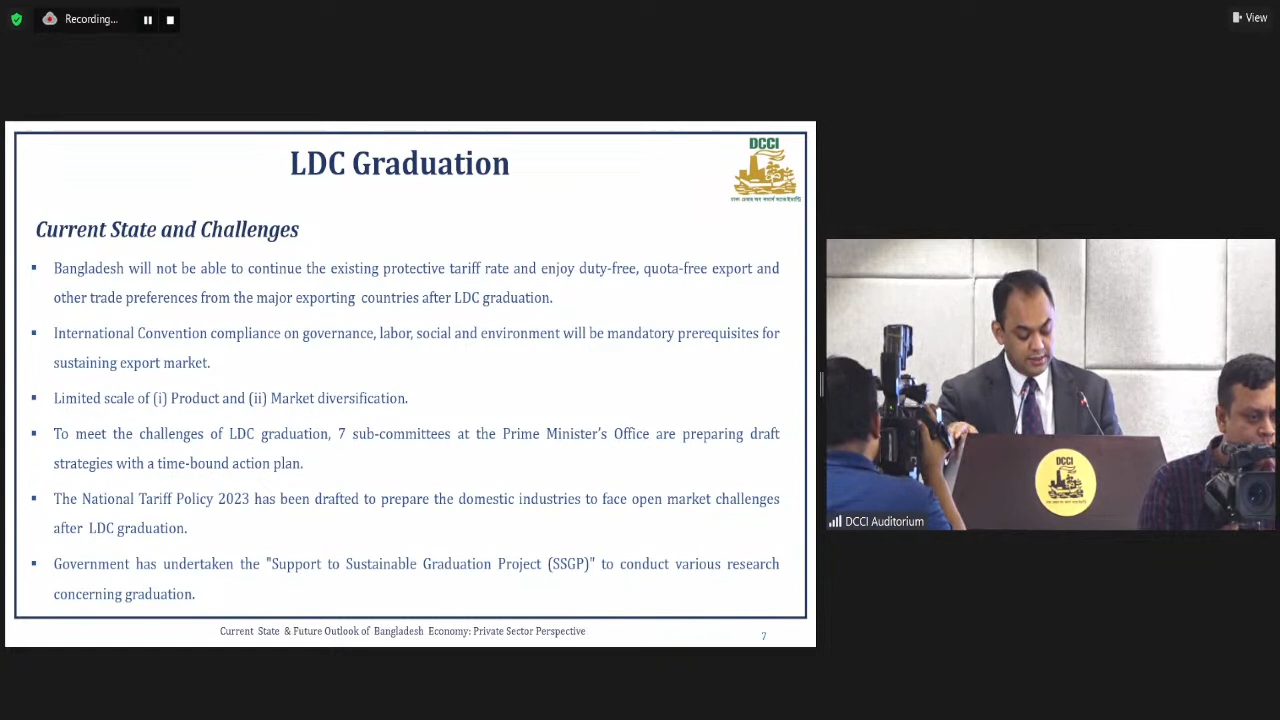 Recording...
View
LDC Graduation
DCCI
Current State and Challenges
▪ Bangladesh will not be able to continue the existing protective tariff rate and enjoy duty-free, quota-free export and
other trade preferences from the major exporting countries after LDC graduation.
▪ International Convention compliance on governance, labor, social and environment will be mandatory prerequisites for
sustaining export market.
▪ Limited scale of (i) Product and (ii) Market diversification.
▪ To meet the challenges of LDC graduation, 7 sub-committees at the Prime Minister's Office are preparing draft
strategies with a time-bound action plan.
▪ The National Tariff Policy 2023 has been drafted to prepare the domestic industries to face open market challenges
after LDC graduation.
▪ Government has undertaken the "Support to Sustainable Graduation Project (SSGP)" to conduct various research
concerning graduation.
Current State & Future Outlook of Bangladesh Economy: Private Sector Perspective
7
DCCI
DCCI Auditorium